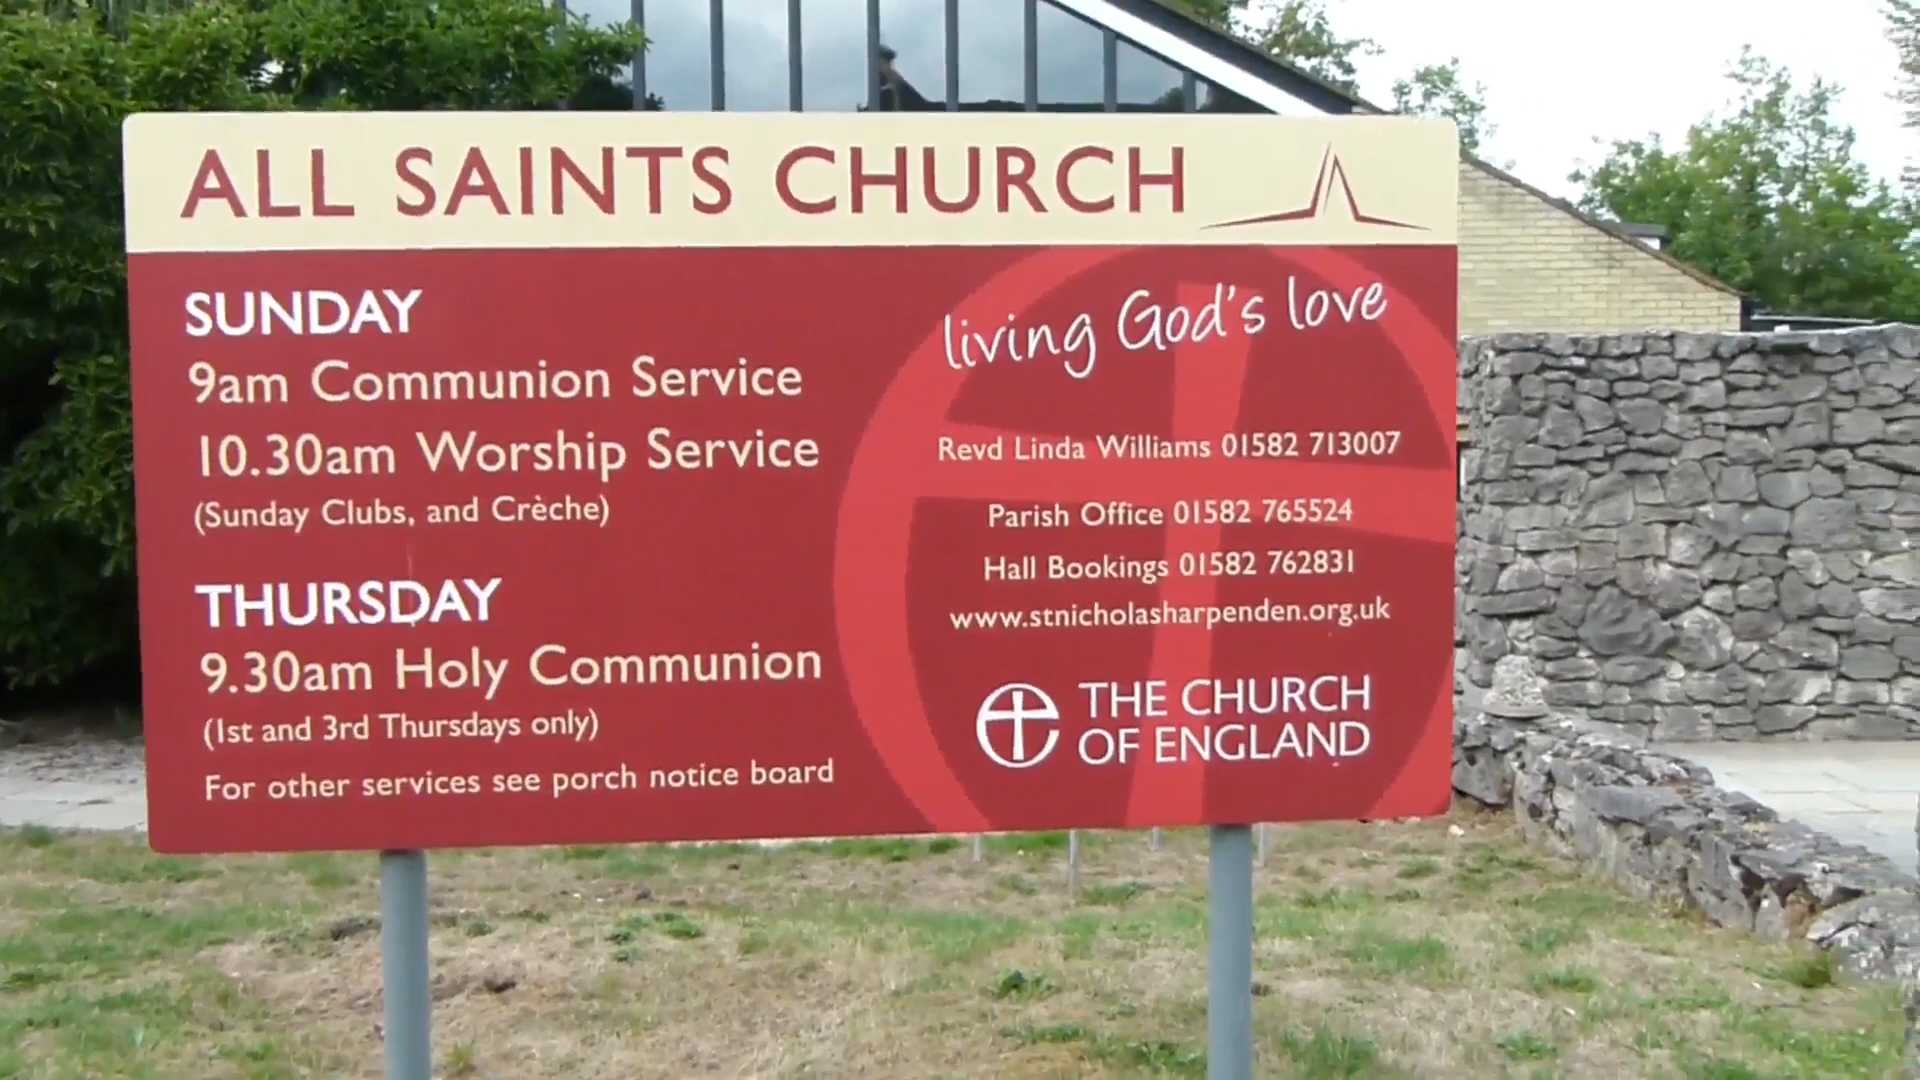 ALL SAINTS CHURCH
SUNDAY
9am Communion Service
10.30am Worship Service
(Sunday Clubs, and Crèche)
THURSDAY
9.30am Holy Communion
(1st and 3rd Thursdays only)
For other services see porch notice board
living God's love
Revd Linda Williams 01582 713007
Parish Office 01582 765524
Hall Bookings 01582 762831
www.stnicholasharpenden.org.uk
THE CHURCH
OF ENGLAND